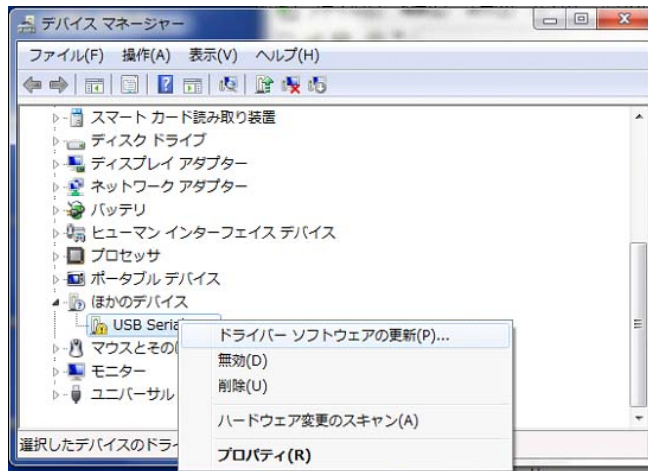 デバイス マネージャー
ファイル(F) 操作(A) 表示(V) ヘルプ(H)
スマート カード読み取り装置
ディスク ドライブ
ディスプレイ アダプター
ネットワーク アダプター
バッテリ
ヒューマン インターフェイス デバイス
プロセッサ
ポータブル デバイス
ほかのデバイス
USB Serial
ドライバー ソフトウェアの更新(P)...
マウスとその
無効(D)
モニター
削除(U)
ユニバーサル
ハードウェア変更のスキャン(A)
選択したデバイスのドラ
プロパティ(R)